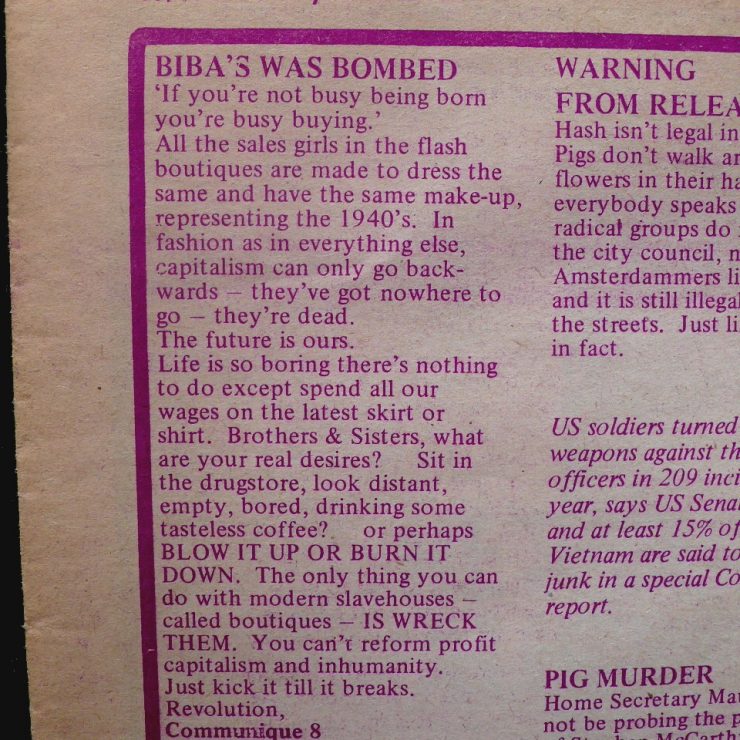 BIBA'S WAS BOMBED
'If you're not busy being born
you're busy buying.'
All the sales girls in the flash
boutiques are made to dress the
same and have the same make-up,
representing the 1940's. In
fashion as in everything else,
capitalism can only go back-
wards — they've got nowhere to
go — they're dead.
The future is ours.
Life is so boring there's nothing
to do except spend all our
wages on the latest skirt or
shirt. Brothers & Sisters, what
are your real desires? Sit in
the drugstore, look distant,
empty, bored, drinking some
tasteless coffee? or perhaps
BLOW IT UP OR BURN IT
DOWN. The only thing you can
do with modern slavehouses —
called boutiques — IS WRECK
THEM. You can't reform profit
capitalism and inhumanity.
Just kick it till it breaks.
Revolution,
Communique 8
WARNING
FROM
Hash isn't legal in
Pigs don't walk
flowers in their
everybody speaks
radical groups do
the city council,
Amsterdammers
and it is still
the streets. Just
in fact.
US soldiers turned
weapons against
officers in 209
year, says US
and at least 15% of
Vietnam are said to
junk in a special
report.
PIG MURDER
Home Secretary
not be probing the